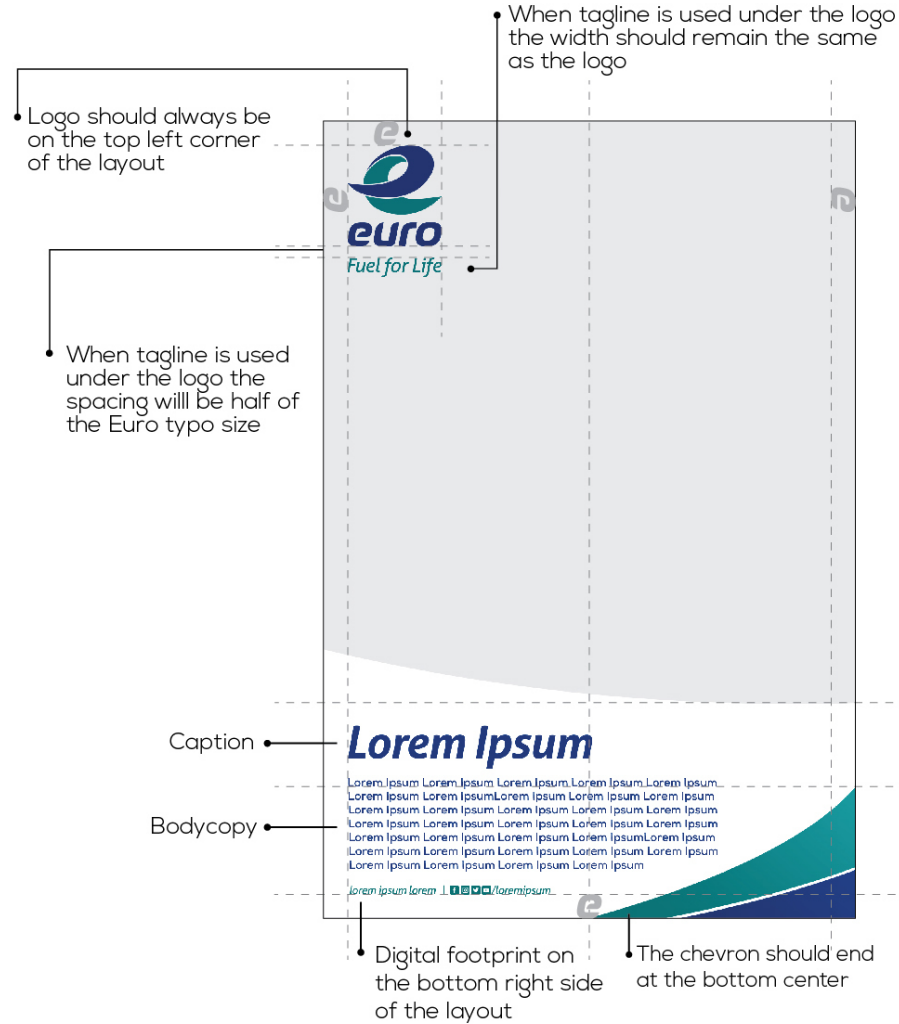 When tagline is used under the logo
the width should remain the same
as the logo
Logo should always be
on the top left corner
of the layout
e
e
e
euro
Fuel for Life
When tagline is used
under the logo the
spacing willl be half of
the Euro typo size
Caption
Lorem Ipsum
Bodycopy
Lorem Ipsum Lorem Ipsum Lorem Ipsum Lorem Ipsum Lorem Ipsum
Lorem Ipsum Lorem IpsumLorem Ipsum Lorem Ipsum Lorem Ipsum
Lorem Ipsum Lorem Ipsum Lorem Ipsum Lorem Ipsum Lorem Ipsum
Lorem Ipsum Lorem Ipsum Lorem Ipsum Lorem Ipsum Lorem Ipsum
Lorem Ipsum Lorem Ipsum Lorem Ipsum Lorem IpsumLorem Ipsum
Lorem Ipsum Lorem Ipsum Lorem Ipsum Lorem Ipsum Lorem Ipsum
Lorem Ipsum Lorem Ipsum Lorem Ipsum Lorem Ipsum
lorem ipsum lorem | /loremipsum
e
Digital footprint on
the bottom right side
of the layout
The chevron should end
at the bottom center